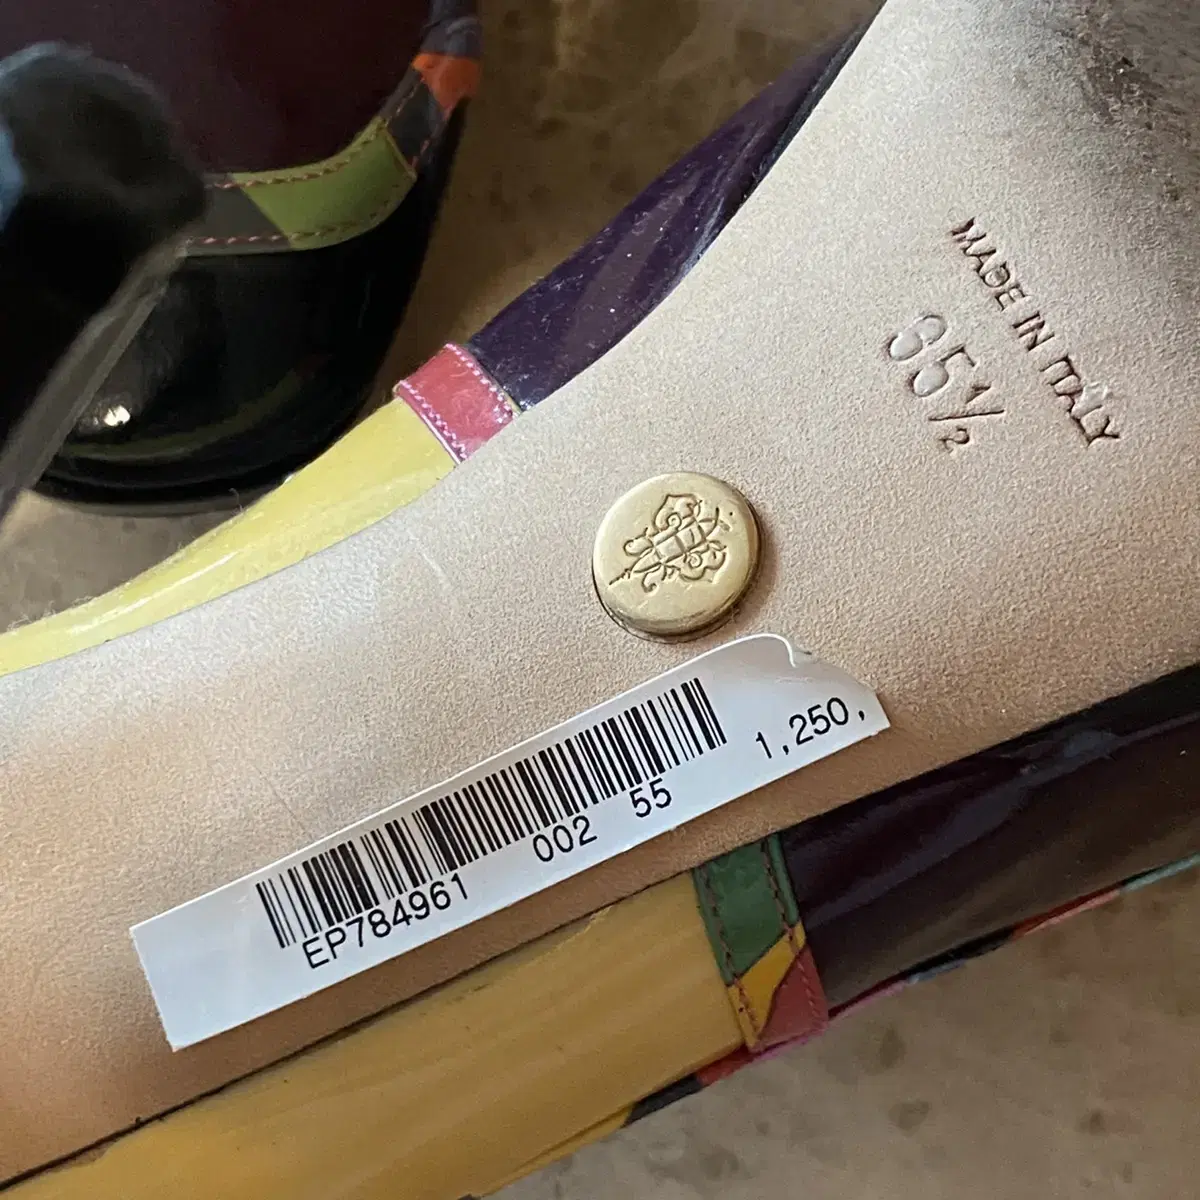 MADE IN ITALY
35½
1,250,
EP784961 002 55